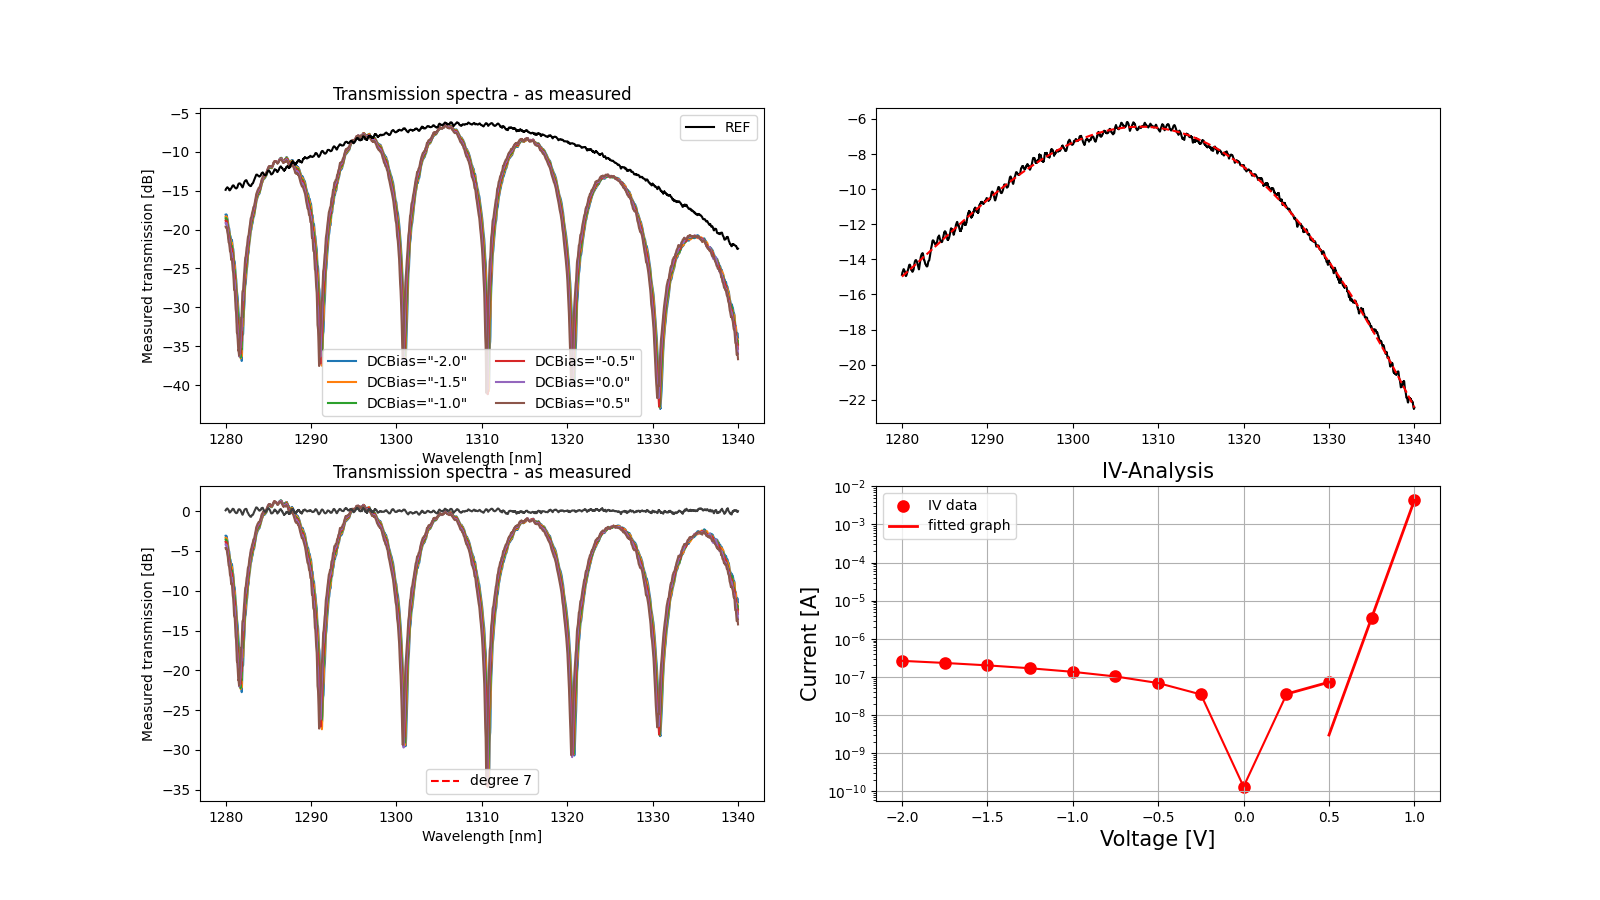 Transmission spectra - as measured
Measured transmission [dB]
−5
−10
−15
−20
−25
−30
−35
−40
REF
DCBias="-2.0"
DCBias="-1.5"
DCBias="-1.0"
DCBias="-0.5"
DCBias="0.0"
DCBias="0.5"
1280 1290 1300 1310 1320 1330 1340
Wavelength [nm]
−6
−8
−10
−12
−14
−16
−18
−20
−22
1280 1290 1300 1310 1320 1330 1340
Transmission spectra - as measured
Measured transmission [dB]
0
−5
−10
−15
−20
−25
−30
−35
degree 7
1280 1290 1300 1310 1320 1330 1340
Wavelength [nm]
IV-Analysis
Current [A]
10⁻²
10⁻³
10⁻⁴
10⁻⁵
10⁻⁶
10⁻⁷
10⁻⁸
10⁻⁹
10⁻¹⁰
IV data
fitted graph
−2.0 −1.5 −1.0 −0.5 0.0 0.5 1.0
Voltage [V]